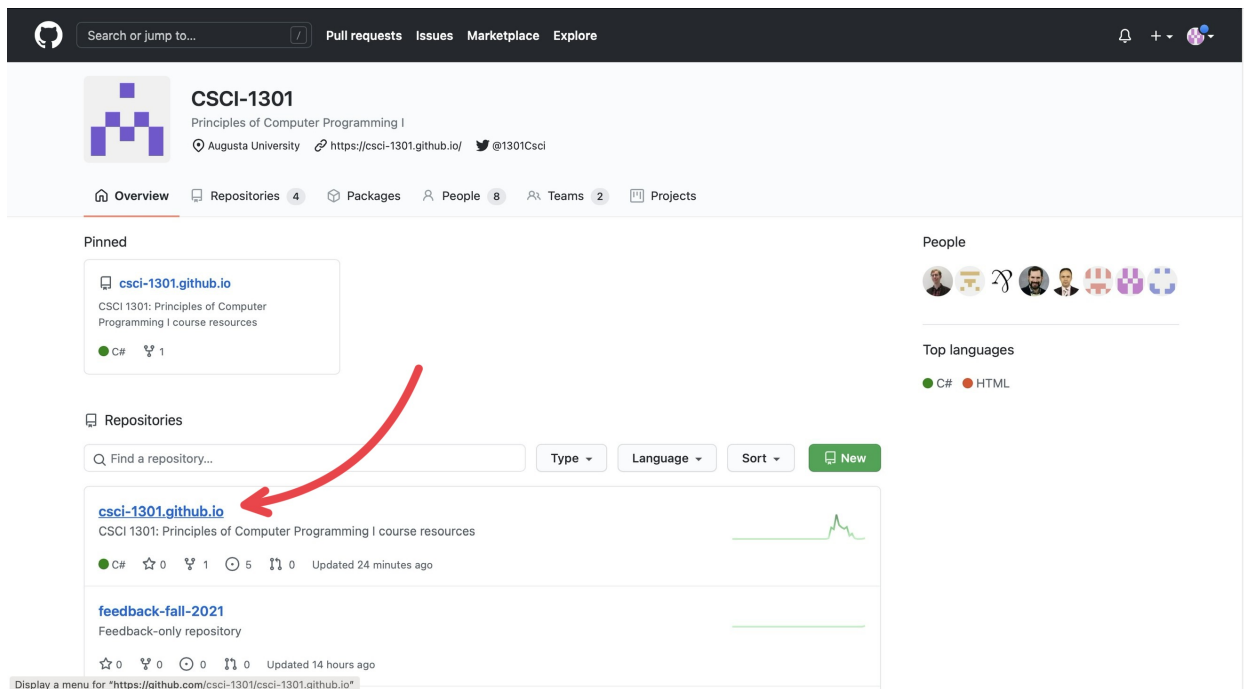 Search or jump to... / Pull requests Issues Marketplace Explore
CSCI-1301
Principles of Computer Programming I
Augusta University https://csci-1301.github.io/ @1301Csci
Overview Repositories 4 Packages People 8 Teams 2 Projects
Pinned
csci-1301.github.io
CSCI 1301: Principles of Computer
Programming I course resources
C# 1
People
Top languages
C# HTML
Repositories
Find a repository... Type Language Sort New
csci-1301.github.io
CSCI 1301: Principles of Computer Programming I course resources
C# 0 1 5 0 Updated 24 minutes ago
feedback-fall-2021
Feedback-only repository
0 0 0 0 Updated 14 hours ago
Display a menu for "https://github.com/csci-1301/csci-1301.github.io"